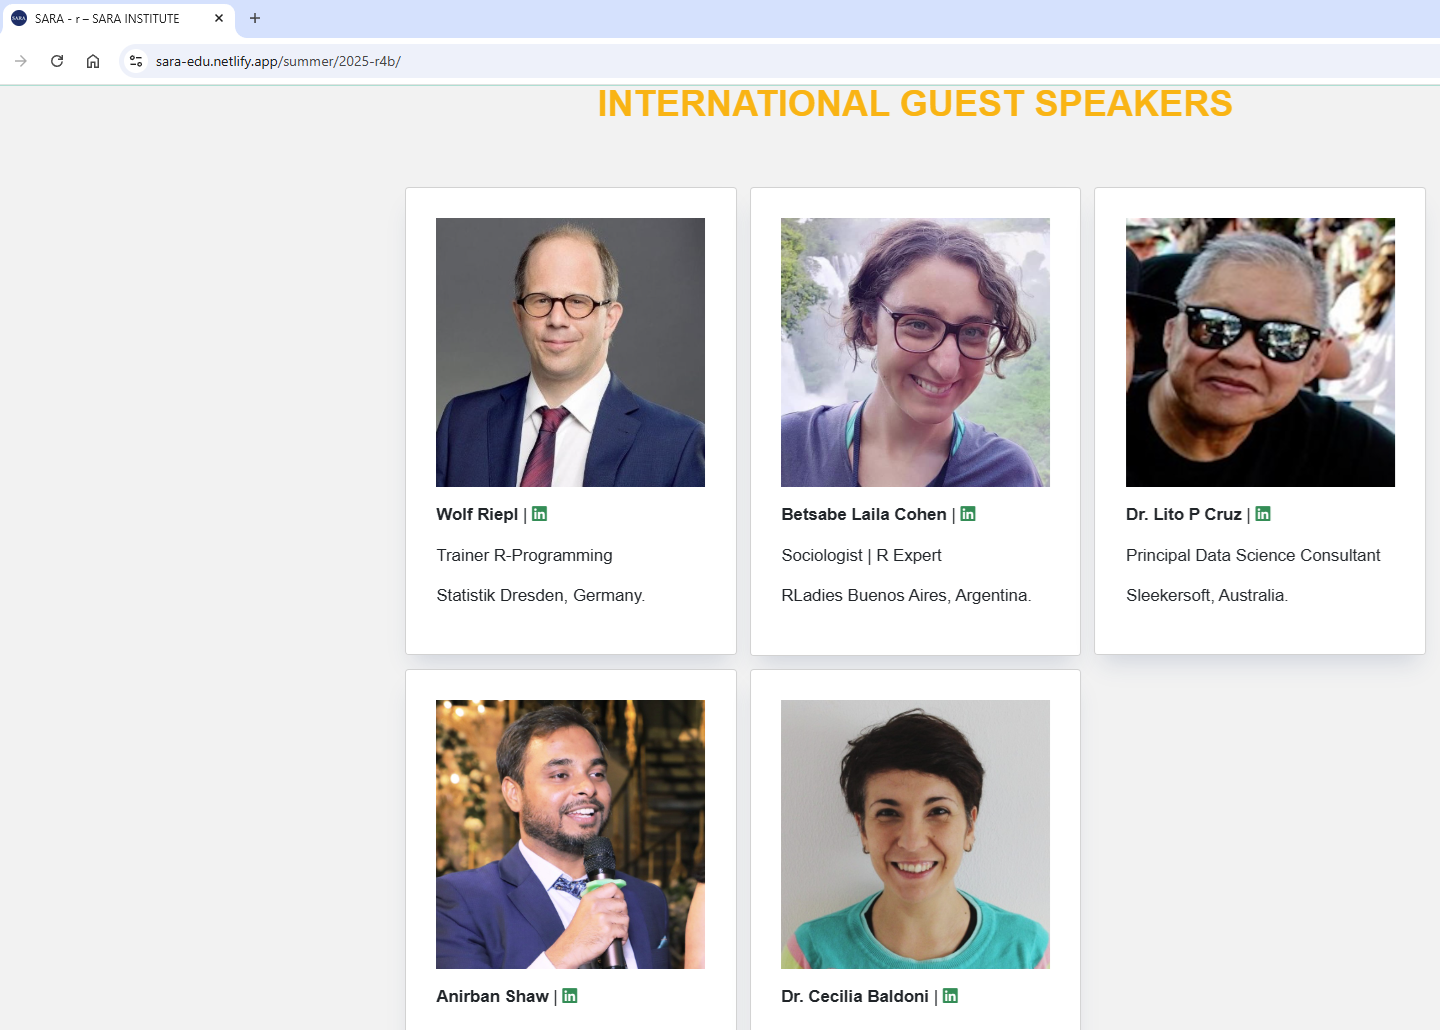 SARA - r – SARA INSTITUTE
sara-edu.netlify.app/summer/2025-r4b/
INTERNATIONAL GUEST SPEAKERS
Wolf Riepl |
Trainer R-Programming
Statistik Dresden, Germany.
Betsabe Laila Cohen |
Sociologist | R Expert
RLadies Buenos Aires, Argentina.
Dr. Lito P Cruz |
Principal Data Science Consultant
Sleekersoft, Australia.
Anirban Shaw |
Dr. Cecilia Baldoni |